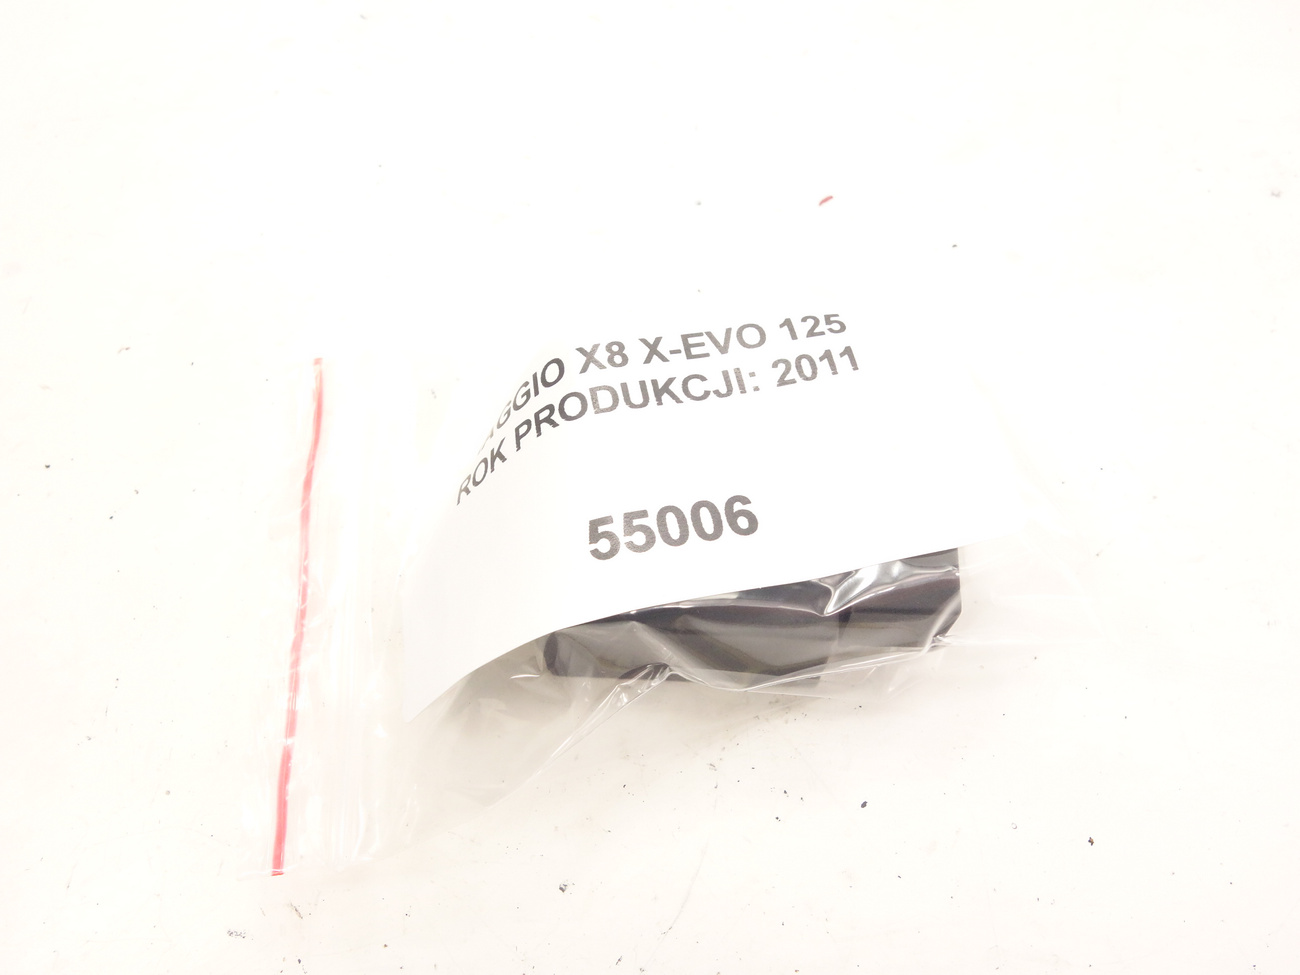 AGGIO X8 X-EVO 125
ROK PRODUKCJI: 2011
55006